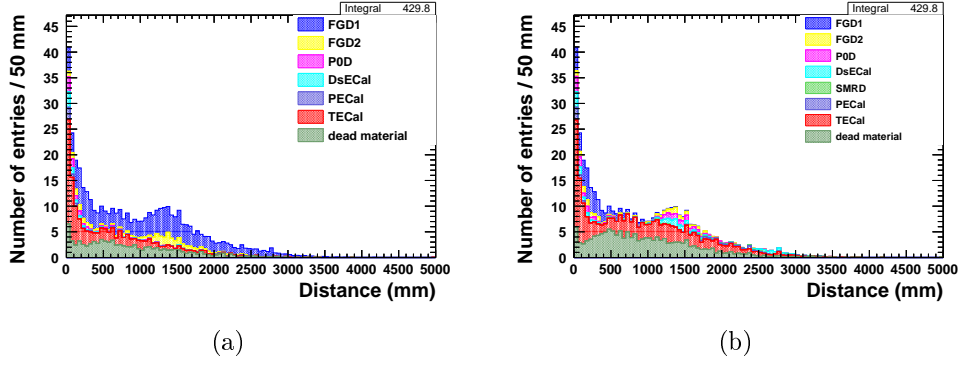 Integral 429.8
Number of entries / 50 mm
45
40
35
30
25
20
15
10
5
0
FGD1
FGD2
P0D
DsECal
PECal
TECal
dead material
0 500 1000 1500 2000 2500 3000 3500 4000 4500 5000
Distance (mm)
(a)
Integral 429.8
Number of entries / 50 mm
45
40
35
30
25
20
15
10
5
0
FGD1
FGD2
P0D
DsECal
SMRD
PECal
TECal
dead material
0 500 1000 1500 2000 2500 3000 3500 4000 4500 5000
Distance (mm)
(b)